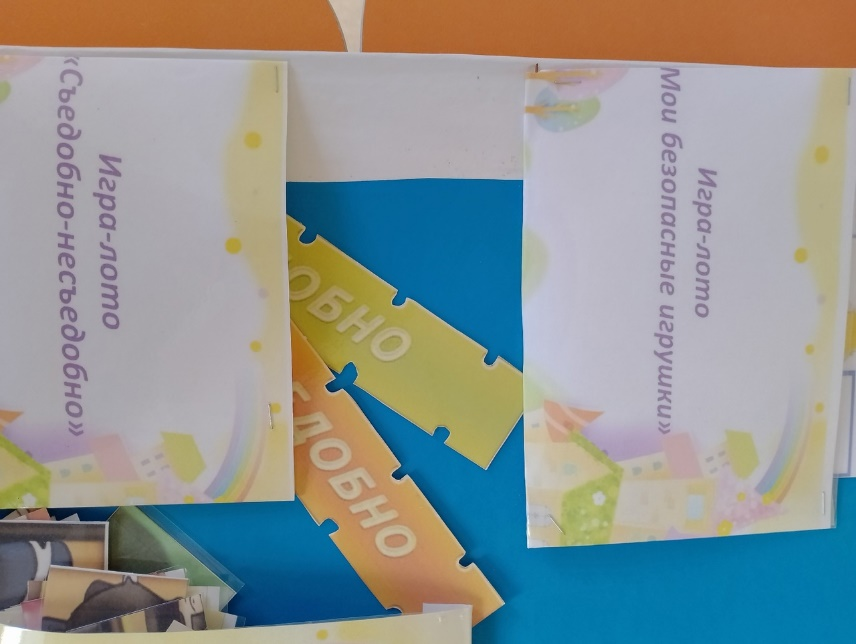 Игра-лото
«Съедобно-несъедобно»
ОБНО
ЕДОБНО
Игра-лото
Мои безопасные игрушки»